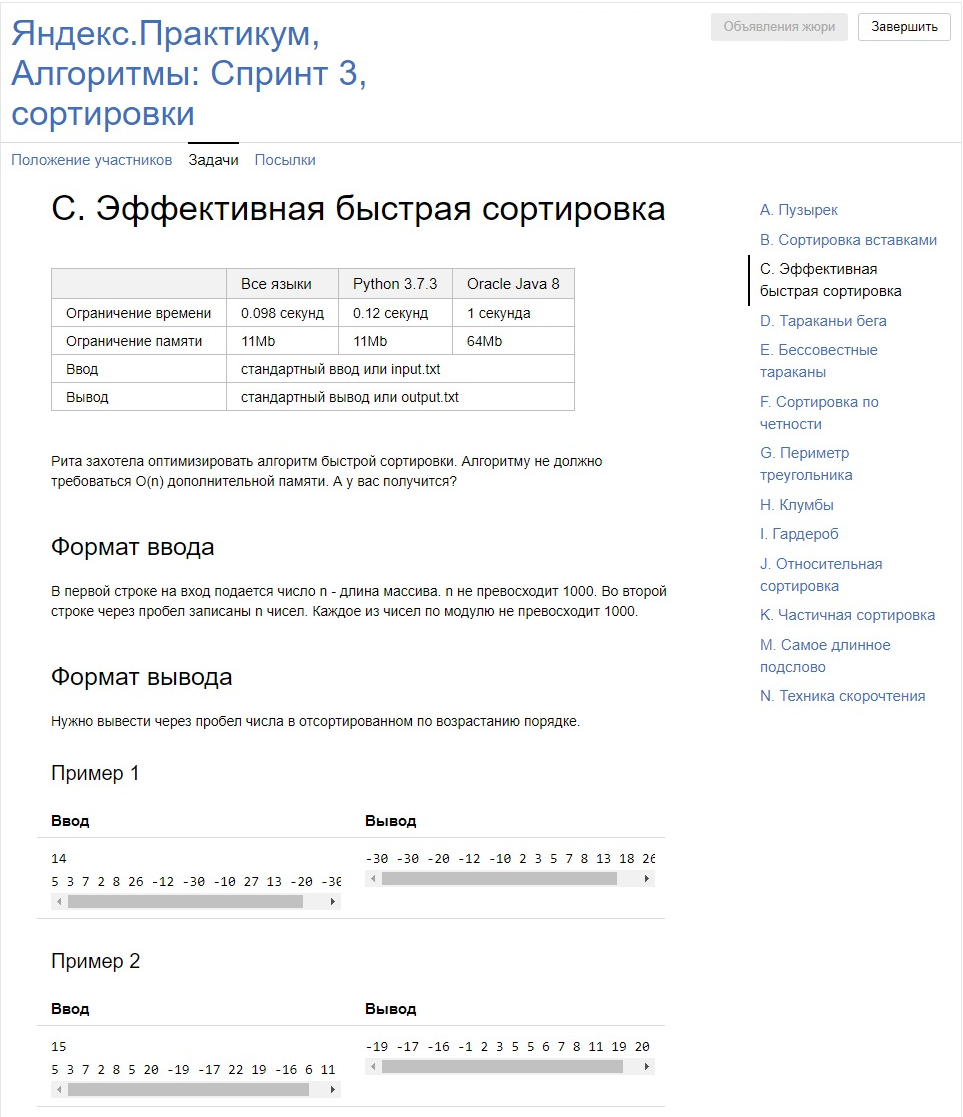 Яндекс.Практикум,
Алгоритмы: Спринт 3,
сортировки
Объявления жюри
Завершить
Положение участников Задачи Посылки
C. Эффективная быстрая сортировка
Все языки Python 3.7.3 Oracle Java 8
Ограничение времени 0.098 секунд 0.12 секунд 1 секунда
Ограничение памяти 11Mb 11Mb 64Mb
Ввод стандартный ввод или input.txt
Вывод стандартный вывод или output.txt
Рита захотела оптимизировать алгоритм быстрой сортировки. Алгоритму не должно
требоваться O(n) дополнительной памяти. А у вас получится?
Формат ввода
В первой строке на вход подается число n - длина массива. n не превосходит 1000. Во второй
строке через пробел записаны n чисел. Каждое из чисел по модулю не превосходит 1000.
Формат вывода
Нужно вывести через пробел числа в отсортированном по возрастанию порядке.
Пример 1
Ввод Вывод
14
5 3 7 2 8 26 -12 -30 -10 27 13 -20 -30
-30 -30 -20 -12 -10 2 3 5 7 8 13 18 26
Пример 2
Ввод Вывод
15
5 3 7 2 8 5 20 -19 -17 22 19 -16 6 11
-19 -17 -16 -1 2 3 5 5 6 7 8 11 19 20
A. Пузырек
B. Сортировка вставками
C. Эффективная
быстрая сортировка
D. Тараканьи бега
E. Бессовестные
тараканы
F. Сортировка по
четности
G. Периметр
треугольника
H. Клумбы
I. Гардероб
J. Относительная
сортировка
K. Частичная сортировка
M. Самое длинное
подслово
N. Техника скорочтения